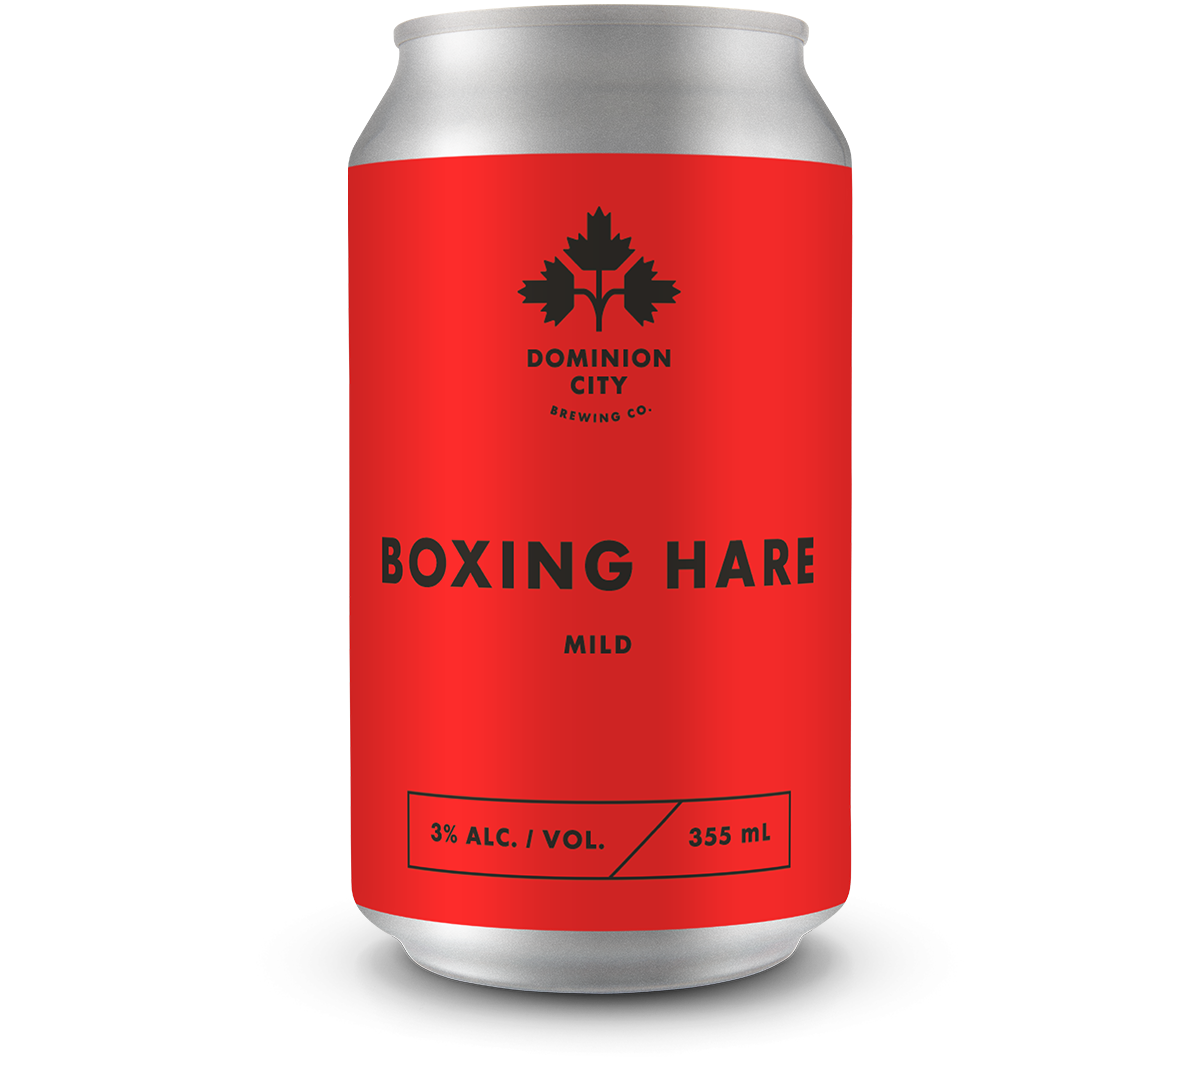 DOMINION
CITY
BREWING CO.
BOXING HARE
MILD
3% ALC. / VOL.
355 mL